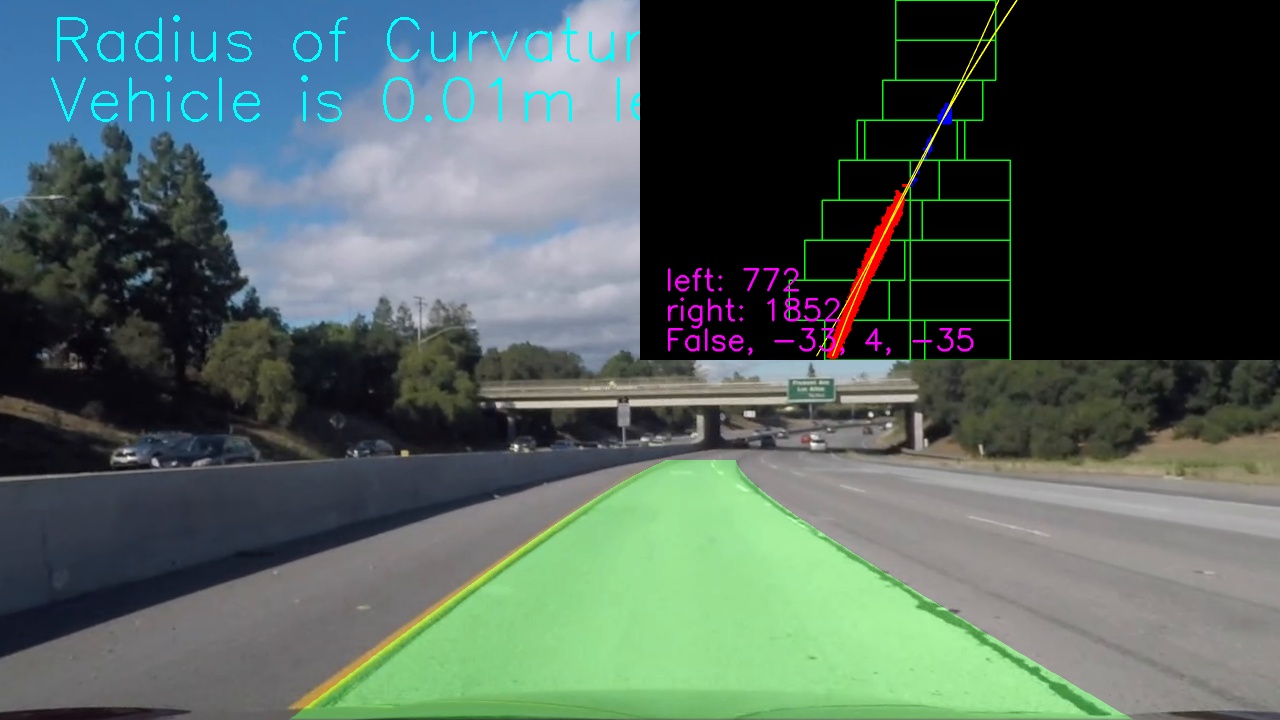 Radius of Curvatur
Vehicle is 0.01m le
left: 772
right: 1852
False, −33, 4, −35